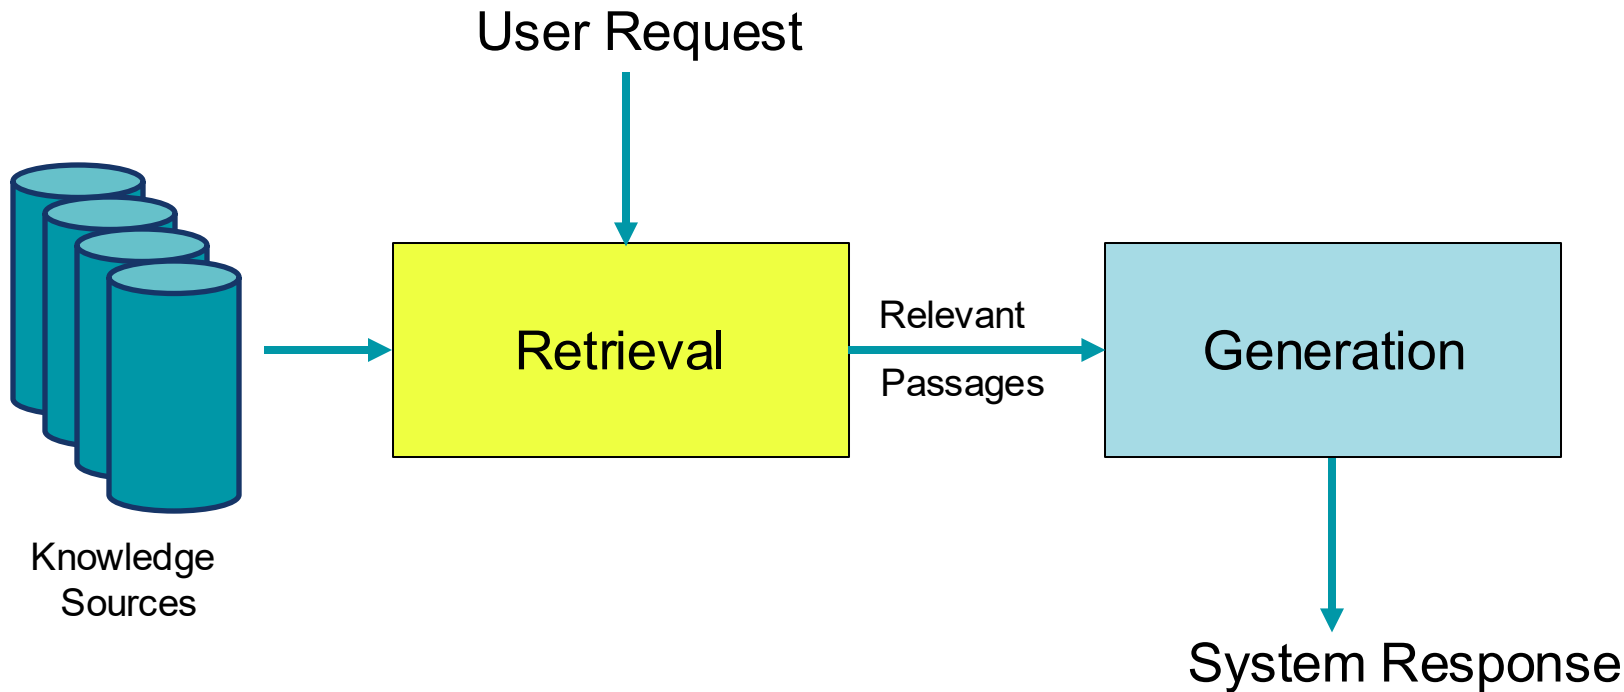 User Request
Retrieval
Relevant
Passages
Generation
Knowledge
Sources
System Response